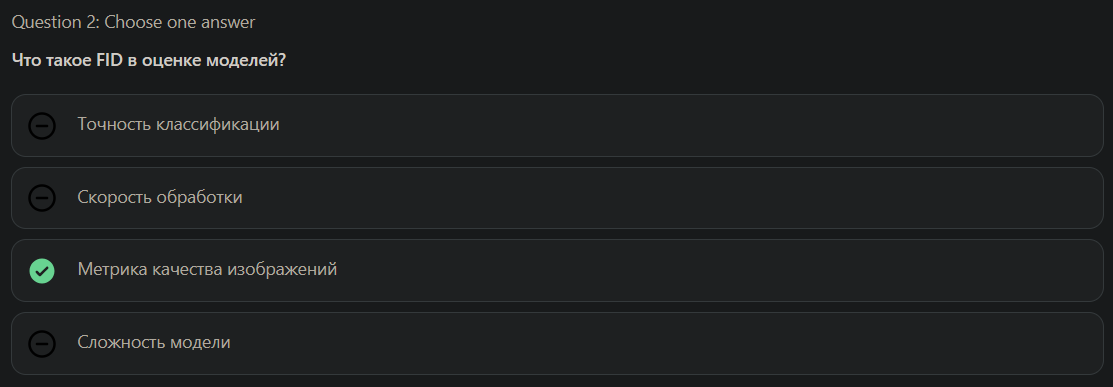 Question 2: Choose one answer
Что такое FID в оценке моделей?
Точность классификации
Скорость обработки
Метрика качества изображений
Сложность модели